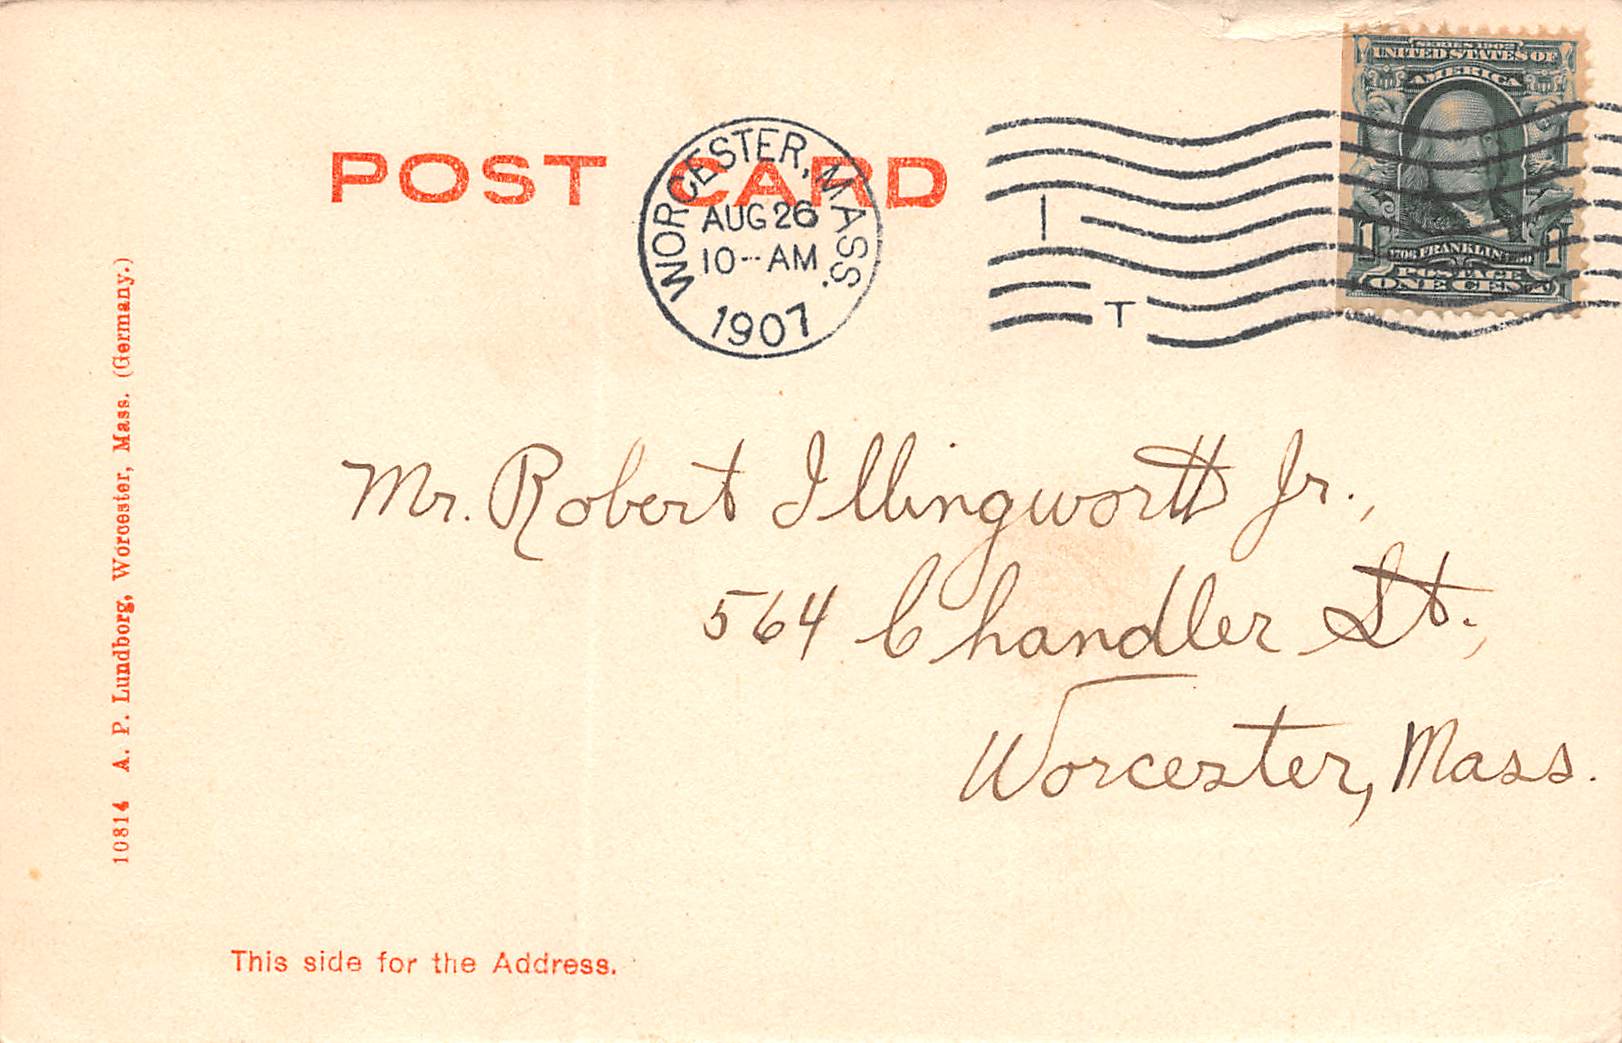 POST CARD
WORCESTER, MASS.
AUG 26
10--AM
1907
1
T
SERIES 1902
UNITED STATES OF
AMERICA
1 1
1706 FRANKLIN 1790
POSTAGE
ONE CENT
Mr. Robert Illingworth Jr.,
564 Chandler St.,
Worcester, Mass.
10814 A. P. Lundborg, Worcester, Mass. (Germany.)
This side for the Address.